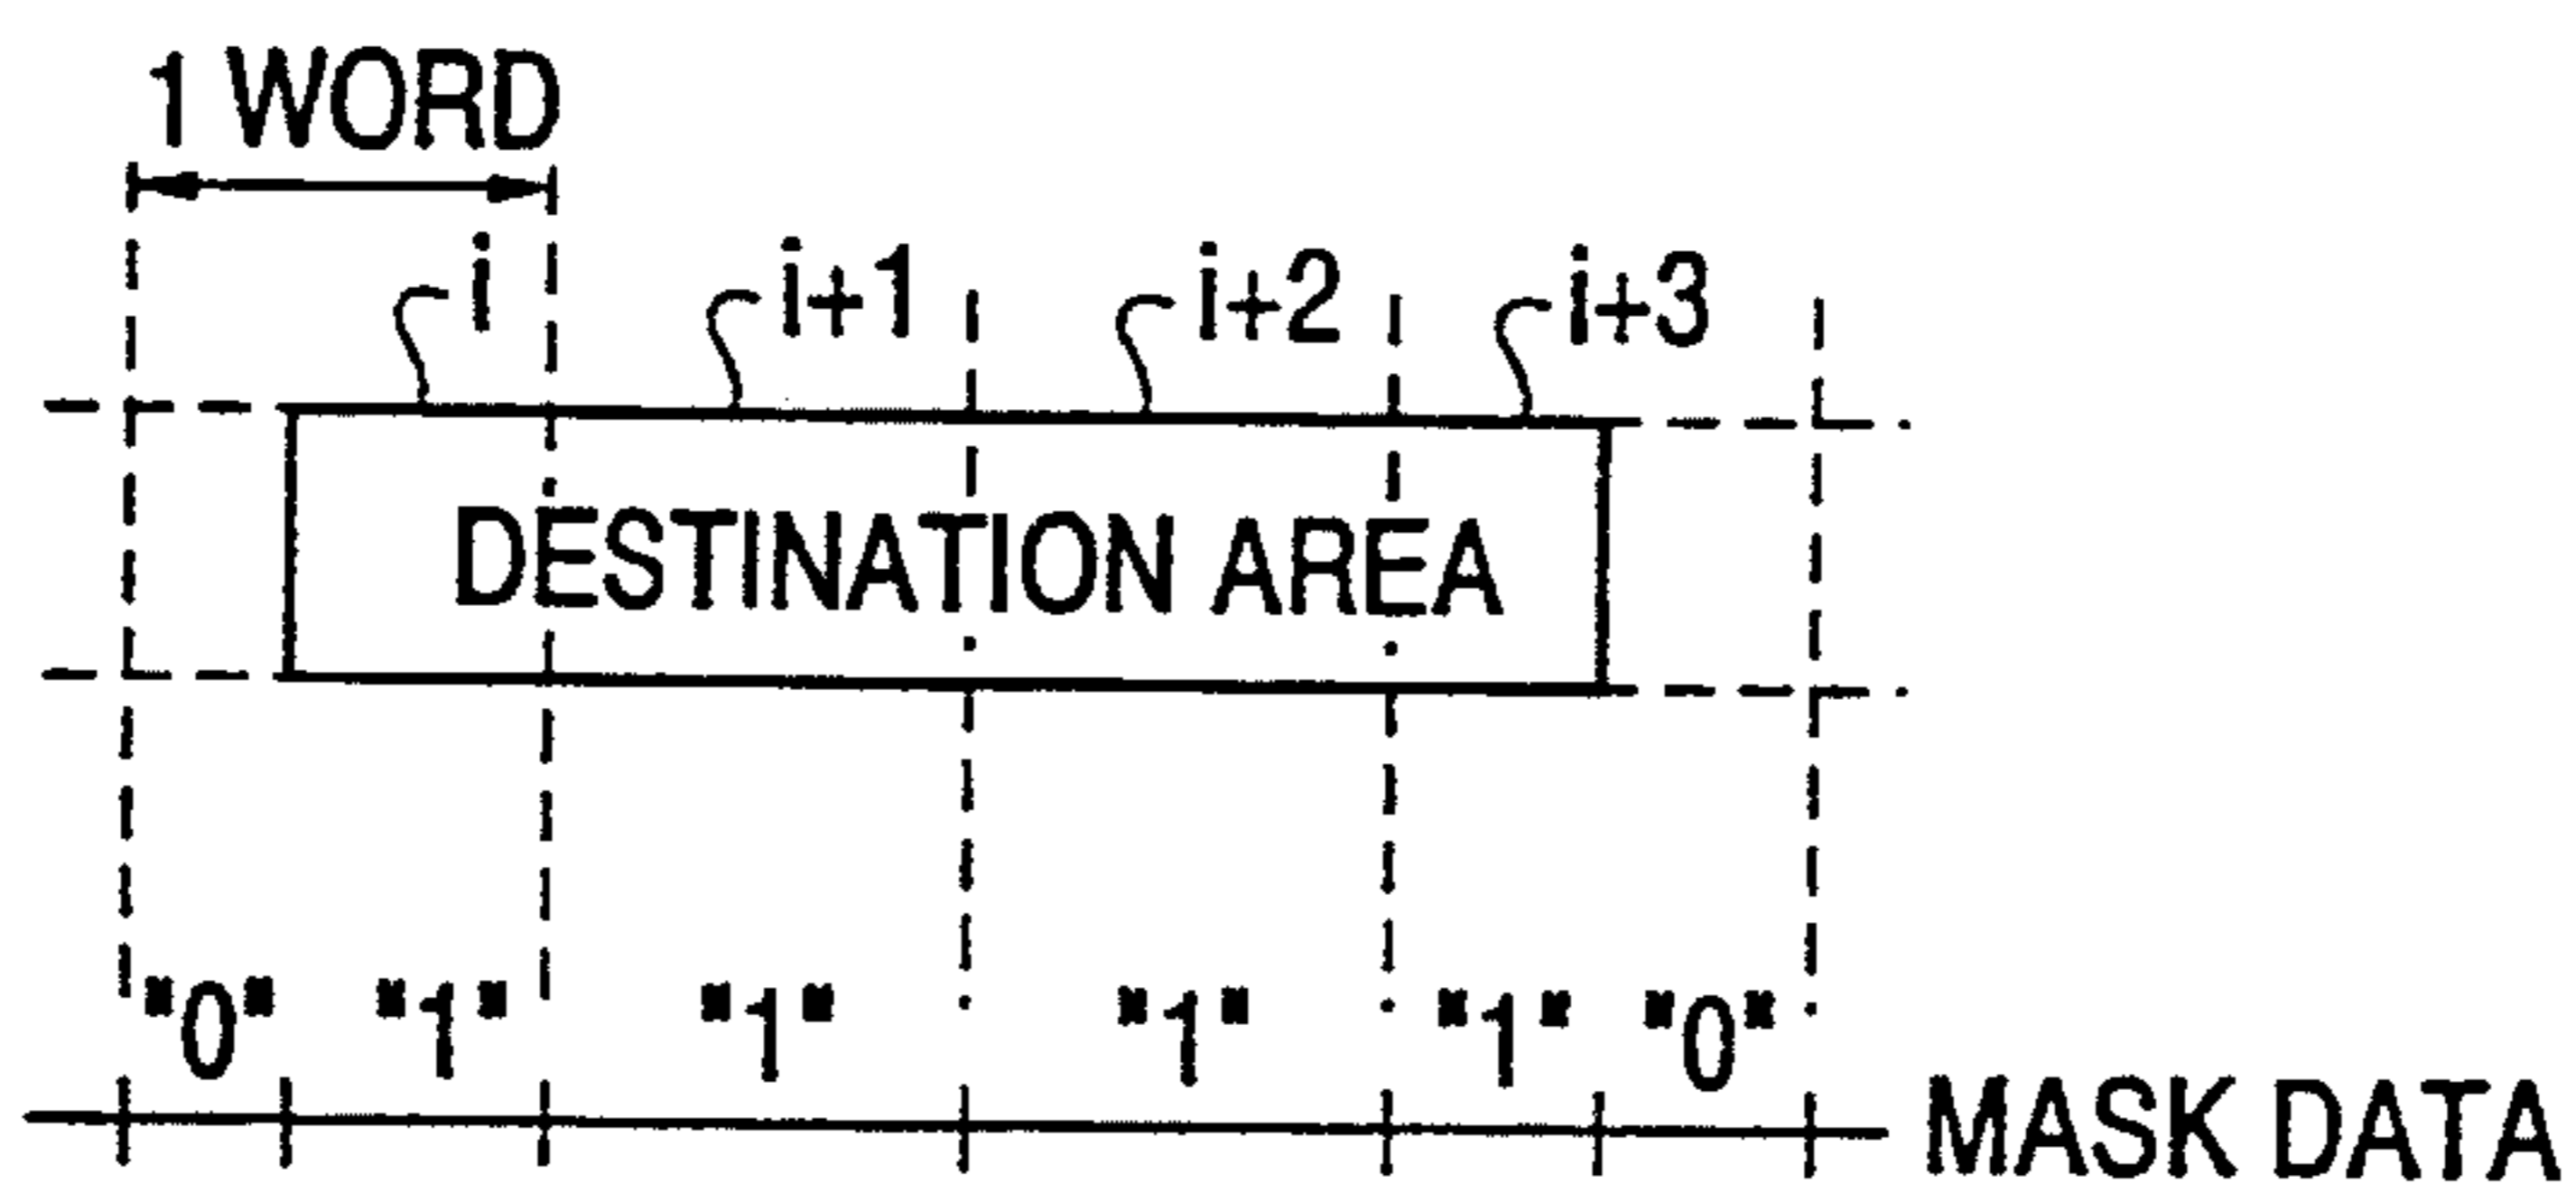 1 WORD
i i+1 i+2 i+3
DESTINATION AREA
"0" "1" "1" "1" "1" "0"
MASK DATA